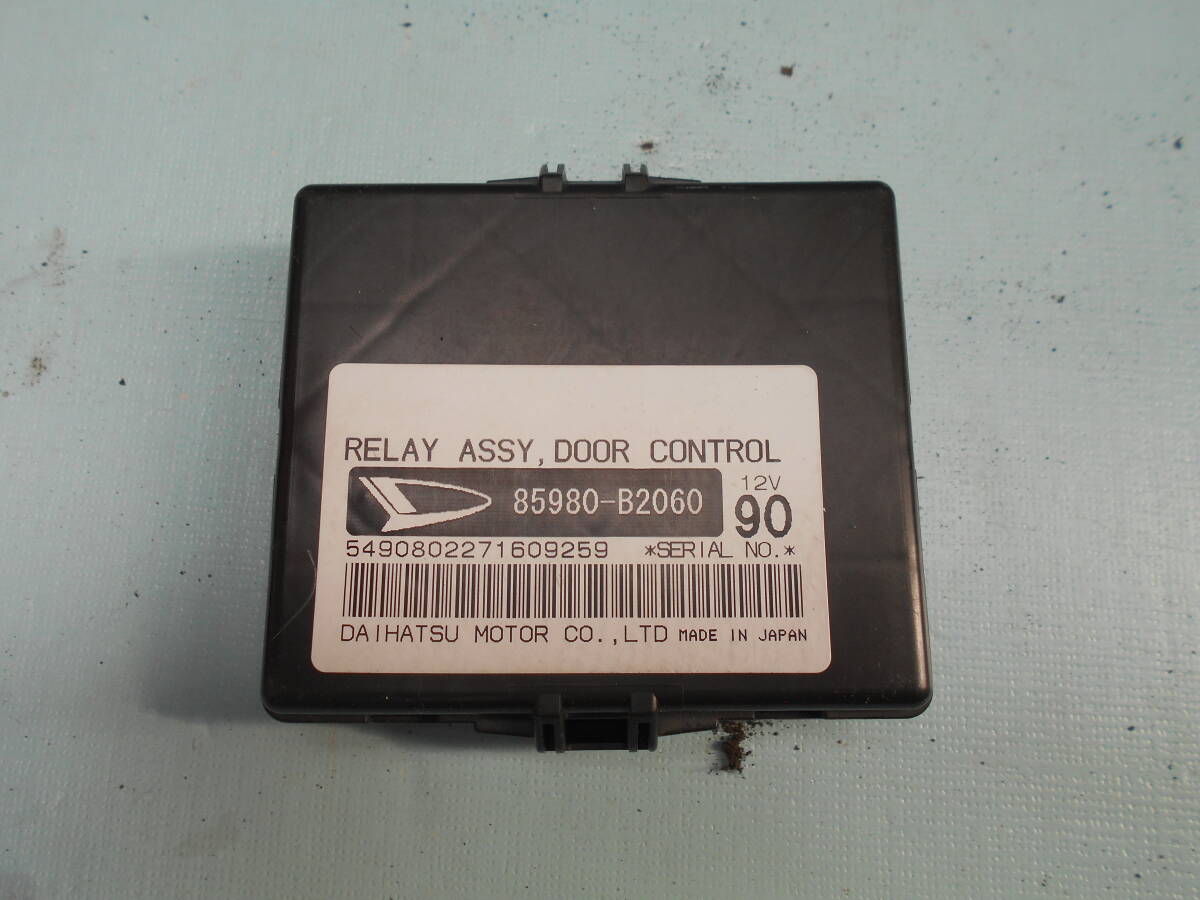 RELAY ASSY, DOOR CONTROL
85980-B2060
12V
90
5490802271609259 *SERIAL NO.*
DAIHATSU MOTOR CO.,LTD MADE IN JAPAN